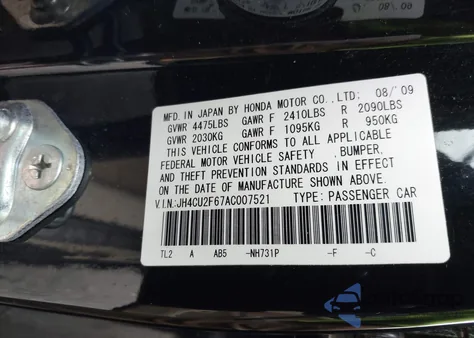 MFD. IN JAPAN BY HONDA MOTOR CO., LTD: 08/'09
GVWR 4475LBS GAWR F 2410LBS R 2090LBS
GVWR 2030KG GAWR F 1095KG R 950KG
THIS VEHICLE CONFORMS TO ALL APPLICABLE
FEDERAL MOTOR VEHICLE SAFETY ,BUMPER,
AND THEFT PREVENTION STANDARDS IN EFFECT
ON THE DATE OF MANUFACTURE SHOWN ABOVE.
V.I.N.:JH4CU2F67AC007521 TYPE: PASSENGER CAR
TL2 A AB5 -NH731P -F -C